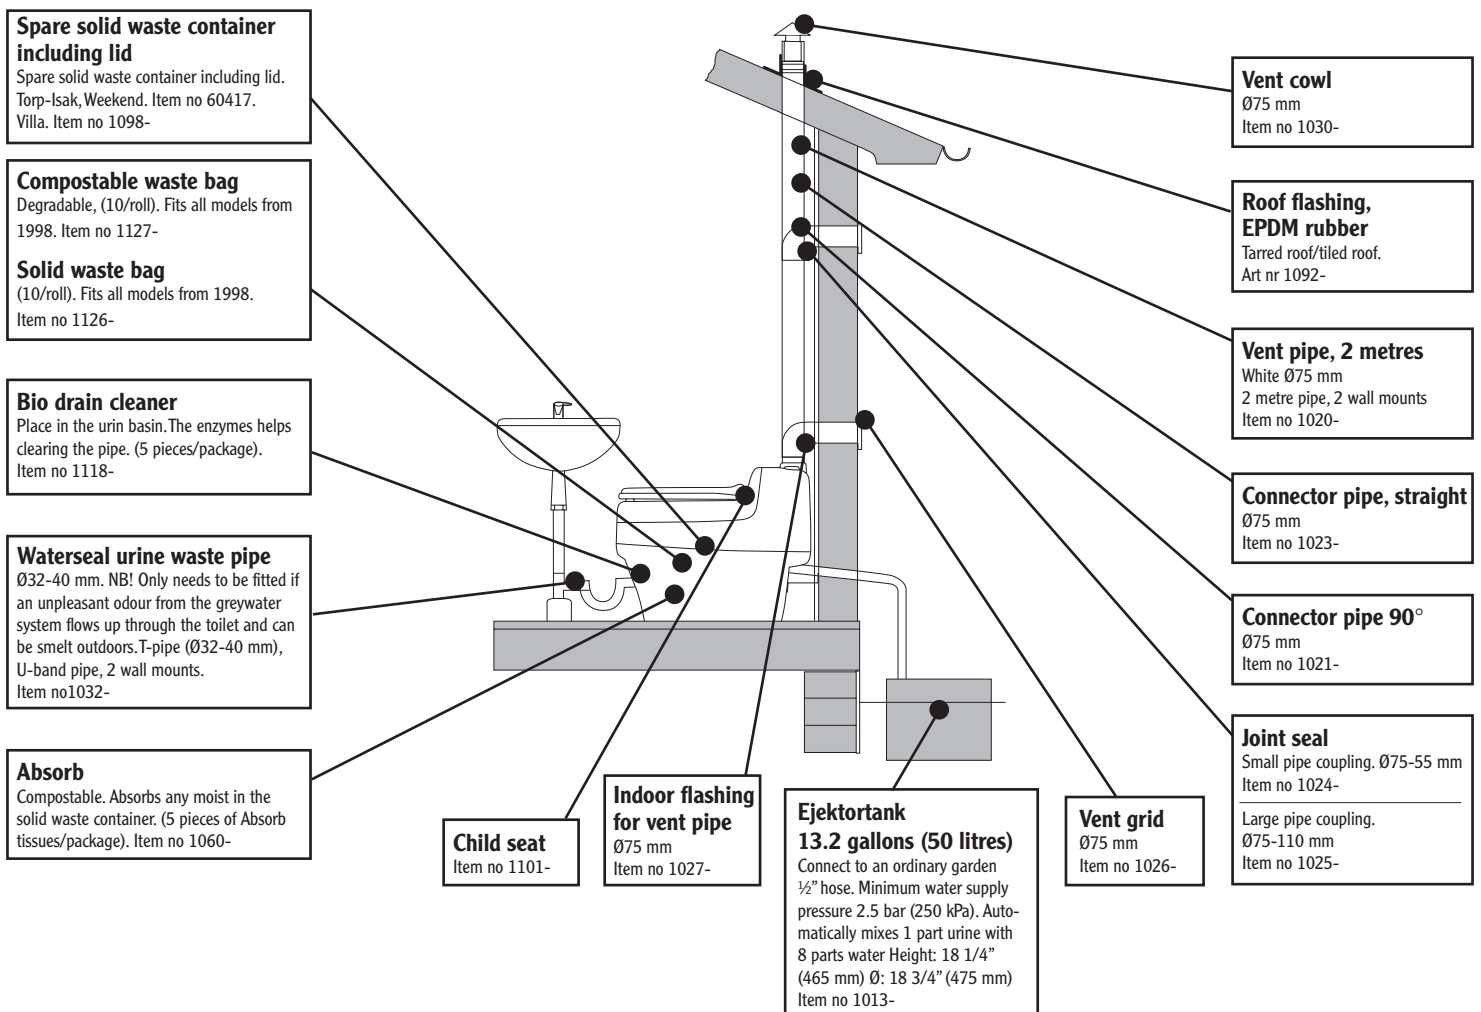 Spare solid waste container
including lid
Spare solid waste container including lid.
Torp-Isak, Weekend. Item no 60417.
Villa. Item no 1098-
Compostable waste bag
Degradable, (10/roll). Fits all models from
1998. Item no 1127-
Solid waste bag
(10/roll). Fits all models from 1998.
Item no 1126-
Bio drain cleaner
Place in the urin basin. The enzymes helps
clearing the pipe. (5 pieces/package).
Item no 1118-
Waterseal urine waste pipe
Ø32-40 mm. NB! Only needs to be fitted if
an unpleasant odour from the greywater
system flows up through the toilet and can
be smelt outdoors. T-pipe (Ø32-40 mm),
U-band pipe, 2 wall mounts.
Item no1032-
Absorb
Compostable. Absorbs any moist in the
solid waste container. (5 pieces of Absorb
tissues/package). Item no 1060-
Child seat
Item no 1101-
Indoor flashing
for vent pipe
Ø75 mm
Item no 1027-
Ejektortank
13.2 gallons (50 litres)
Connect to an ordinary garden
½” hose. Minimum water supply
pressure 2.5 bar (250 kPa). Auto-
matically mixes 1 part urine with
8 parts water Height: 18 1/4”
(465 mm) Ø: 18 3/4” (475 mm)
Item no 1013-
Vent grid
Ø75 mm
Item no 1026-
Vent cowl
Ø75 mm
Item no 1030-
Roof flashing,
EPDM rubber
Tarred roof/tiled roof.
Art nr 1092-
Vent pipe, 2 metres
White Ø75 mm
2 metre pipe, 2 wall mounts
Item no 1020-
Connector pipe, straight
Ø75 mm
Item no 1023-
Connector pipe 90°
Ø75 mm
Item no 1021-
Joint seal
Small pipe coupling. Ø75-55 mm
Item no 1024-
Large pipe coupling.
Ø75-110 mm
Item no 1025-